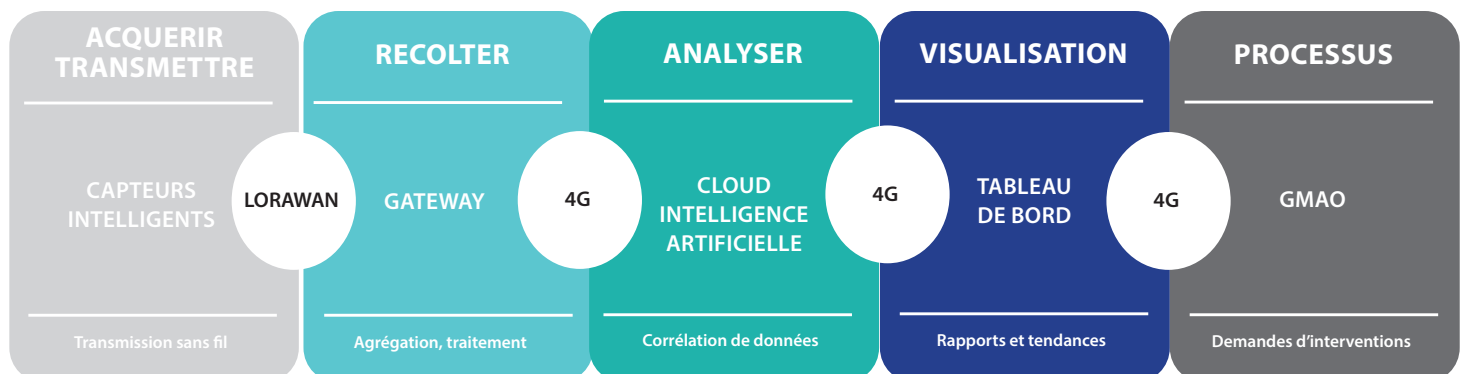 ACQUERIR
TRANSMETTRE
CAPTEURS
INTELLIGENTS
Transmission sans fil
LORAWAN
RECOLTER
GATEWAY
Agrégation, traitement
4G
ANALYSER
CLOUD
INTELLIGENCE
ARTIFICIELLE
Corrélation de données
4G
VISUALISATION
TABLEAU
DE BORD
Rapports et tendances
4G
PROCESSUS
GMAO
Demandes d’interventions